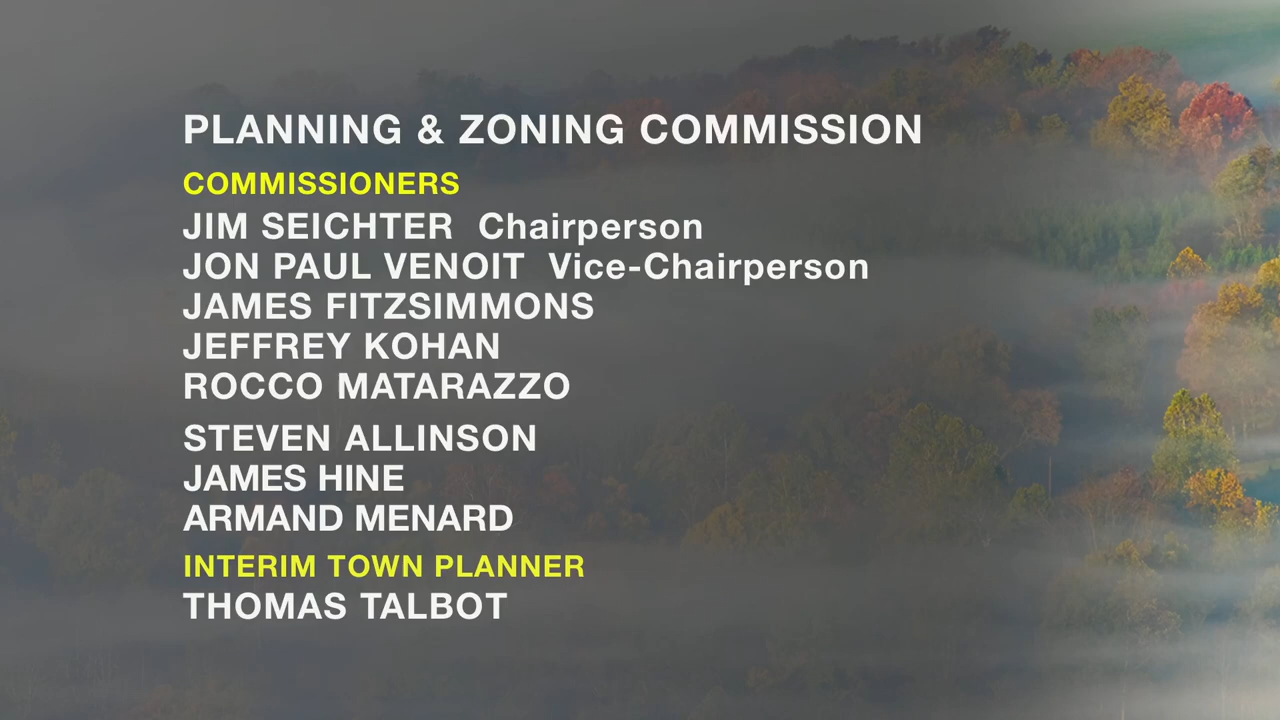 PLANNING & ZONING COMMISSION
COMMISSIONERS
JIM SEICHTER Chairperson
JON PAUL VENOIT Vice-Chairperson
JAMES FITZSIMMONS
JEFFREY KOHAN
ROCCO MATARAZZO
STEVEN ALLINSON
JAMES HINE
ARMAND MENARD
INTERIM TOWN PLANNER
THOMAS TALBOT